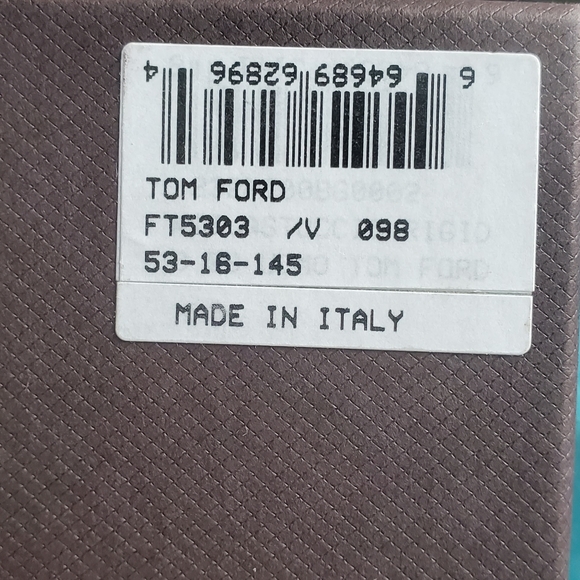 6 64689 62896 4
TOM FORD
FT5303 /V 098
53-16-145
MADE IN ITALY